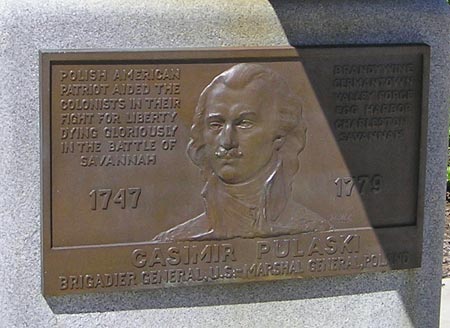 POLISH AMERICAN
PATRIOT AIDED THE
COLONISTS IN THEIR
FIGHT FOR LIBERTY
DYING GLORIOUSLY
IN THE BATTLE OF
SAVANNAH
1747
BRANDYWINE
GERMANTOWN
VALLEY FORGE
EGG HARBOR
CHARLESTON
SAVANNAH
1779
CASIMIR PULASKI
BRIGADIER GENERAL, U.S.-MARSHAL GENERAL, POLAND